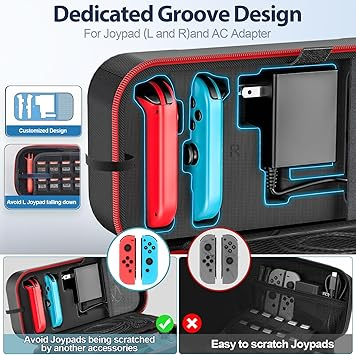 Dedicated Groove Design
For Joypad (L and R)and AC Adapter
Customized Design
Avoid L Joypad falling down
R
Avoid Joypads being scratched
by another accessories
Easy to scratch Joypads